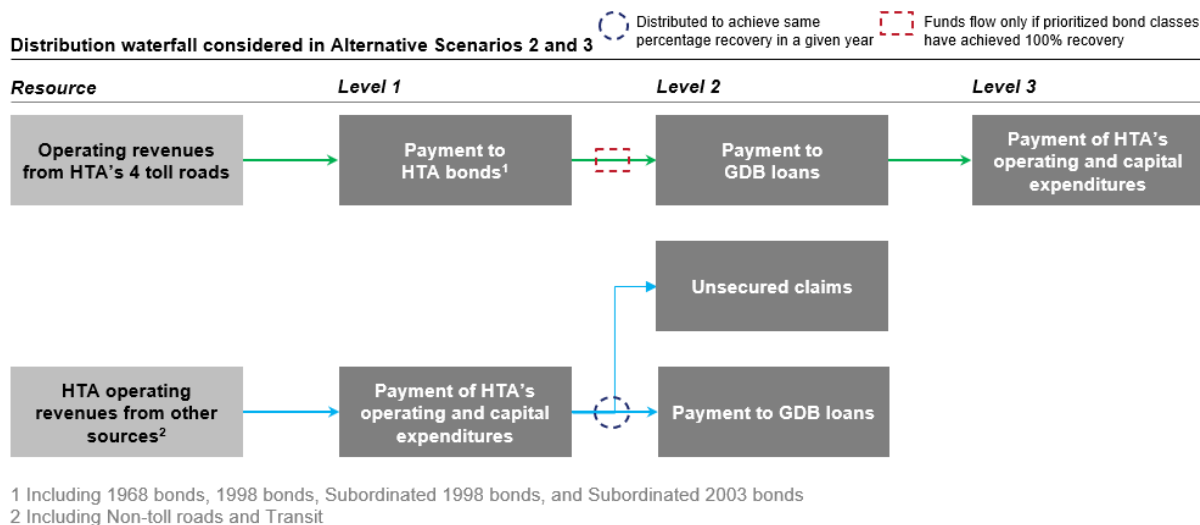 Distribution waterfall considered in Alternative Scenarios 2 and 3
Distributed to achieve same
percentage recovery in a given year
Funds flow only if prioritized bond classes
have achieved 100% recovery
Resource
Level 1
Level 2
Level 3
Operating revenues
from HTA's 4 toll roads
Payment to
HTA bonds¹
Payment to
GDB loans
Payment of HTA's
operating and capital
expenditures
Unsecured claims
HTA operating
revenues from other
sources²
Payment of HTA's
operating and capital
expenditures
Payment to GDB loans
1 Including 1968 bonds, 1998 bonds, Subordinated 1998 bonds, and Subordinated 2003 bonds
2 Including Non-toll roads and Transit